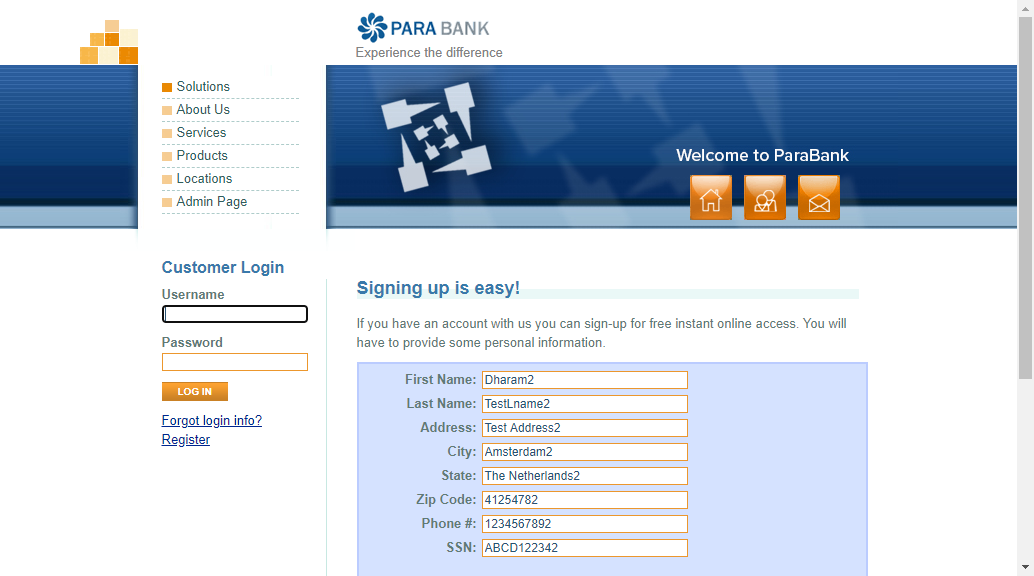 PARA BANK
Experience the difference
Solutions
About Us
Services
Products
Locations
Admin Page
Welcome to ParaBank
Customer Login
Username
Password
LOG IN
Forgot login info?
Register
Signing up is easy!
If you have an account with us you can sign-up for free instant online access. You will
have to provide some personal information.
First Name: Dharam2
Last Name: TestLname2
Address: Test Address2
City: Amsterdam2
State: The Netherlands2
Zip Code: 41254782
Phone #: 1234567892
SSN: ABCD122342